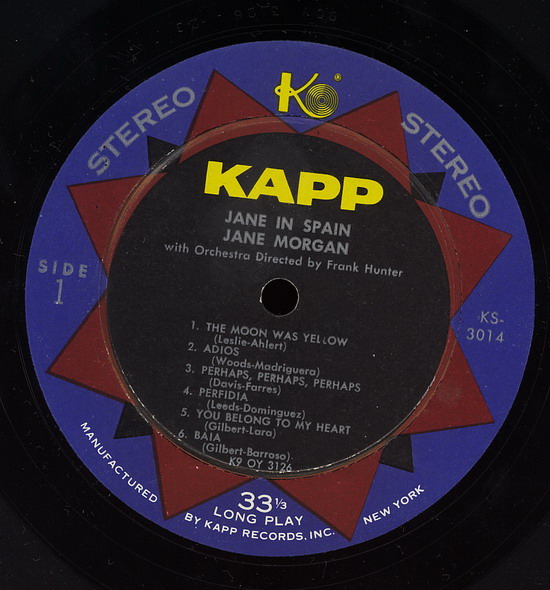 K
®
STEREO
STEREO
KAPP
JANE IN SPAIN
JANE MORGAN
with Orchestra Directed by Frank Hunter
SIDE
1
KS-
3014
1. THE MOON WAS YELLOW
(Leslie-Ahlert)
2. ADIOS
(Woods-Madriguera)
3. PERHAPS, PERHAPS, PERHAPS
(Davis-Farres)
4. PERFIDIA
(Leeds-Dominguez)
5. YOU BELONG TO MY HEART
(Gilbert-Lara)
6. BAIA
(Gilbert-Barroso)
K9 OY 3126
33⅓
LONG PLAY
MANUFACTURED BY KAPP RECORDS, INC. NEW YORK